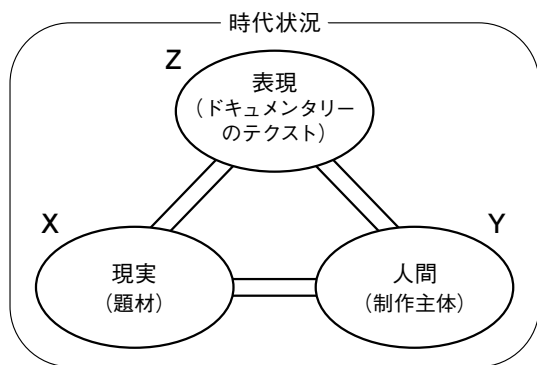 時代状況
Z
表現
(ドキュメンタリー
のテクスト)
X
Y
現実
(題材)
人間
(制作主体)